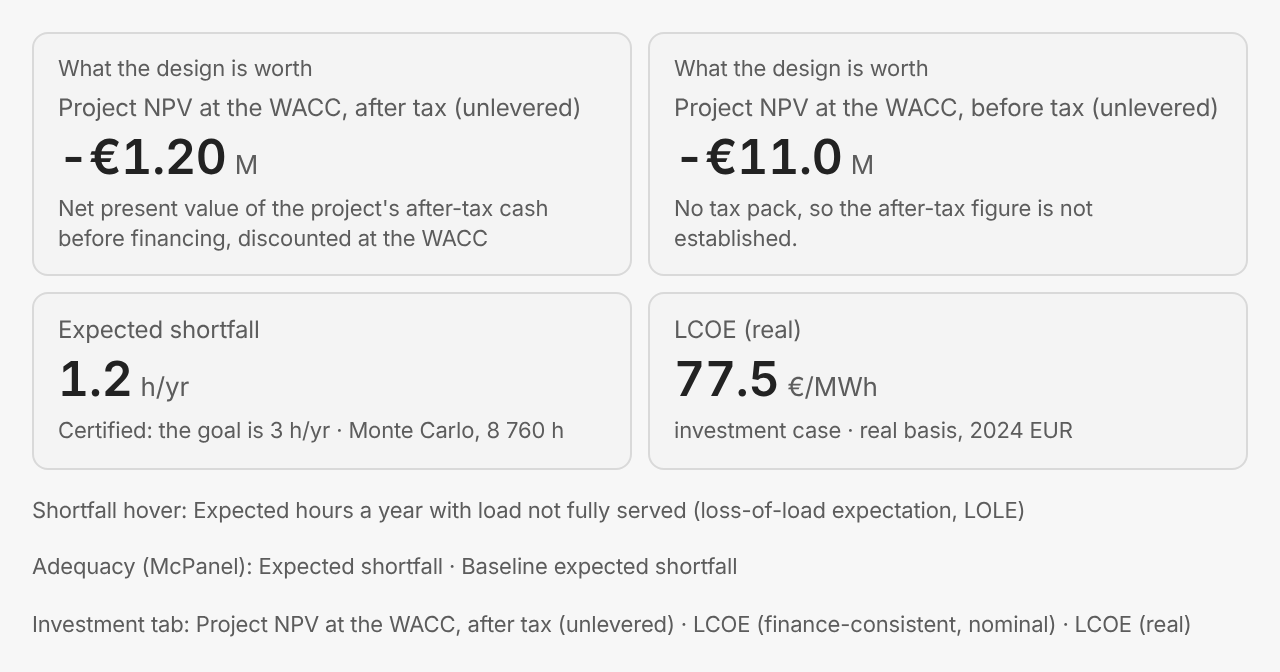 What the design is worth
Project NPV at the WACC, after tax (unlevered)
-€1.20 M
Net present value of the project's after-tax cash
before financing, discounted at the WACC
What the design is worth
Project NPV at the WACC, before tax (unlevered)
-€11.0 M
No tax pack, so the after-tax figure is not
established.
Expected shortfall
1.2 h/yr
Certified: the goal is 3 h/yr · Monte Carlo, 8 760 h
LCOE (real)
77.5 €/MWh
investment case · real basis, 2024 EUR
Shortfall hover: Expected hours a year with load not fully served (loss-of-load expectation, LOLE)
Adequacy (McPanel): Expected shortfall · Baseline expected shortfall
Investment tab: Project NPV at the WACC, after tax (unlevered) · LCOE (finance-consistent, nominal) · LCOE (real)